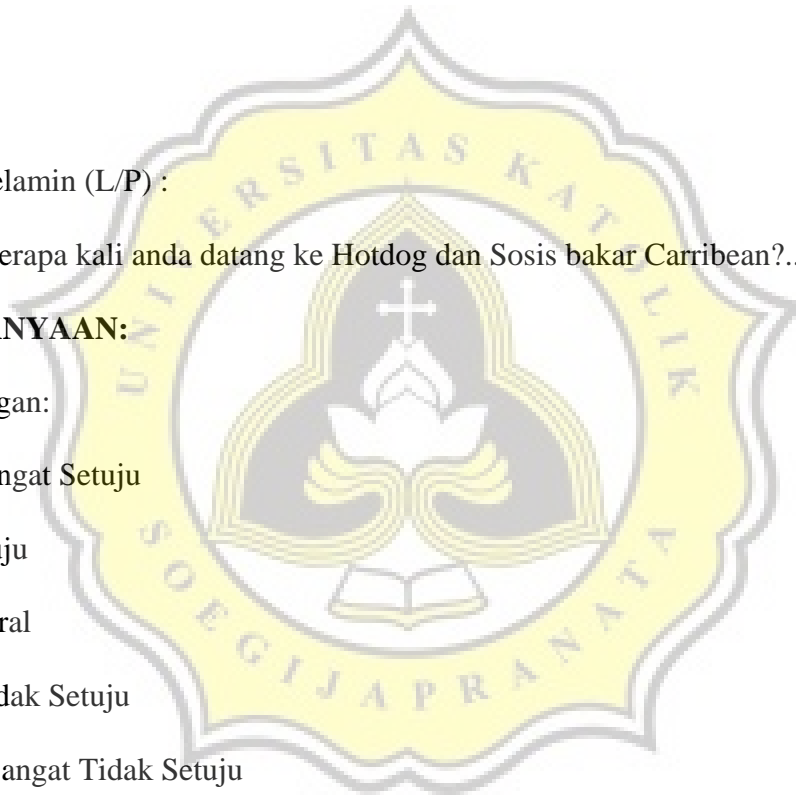 elamin (L/P) :
erapa kali anda datang ke Hotdog dan Sosis bakar Carribean?..
NYAAN:
gan:
ngat Setuju
uju
ral
dak Setuju
angat Tidak Setuju
UNIVERSITAS KATOLIK
SOEGIJAPRANATA